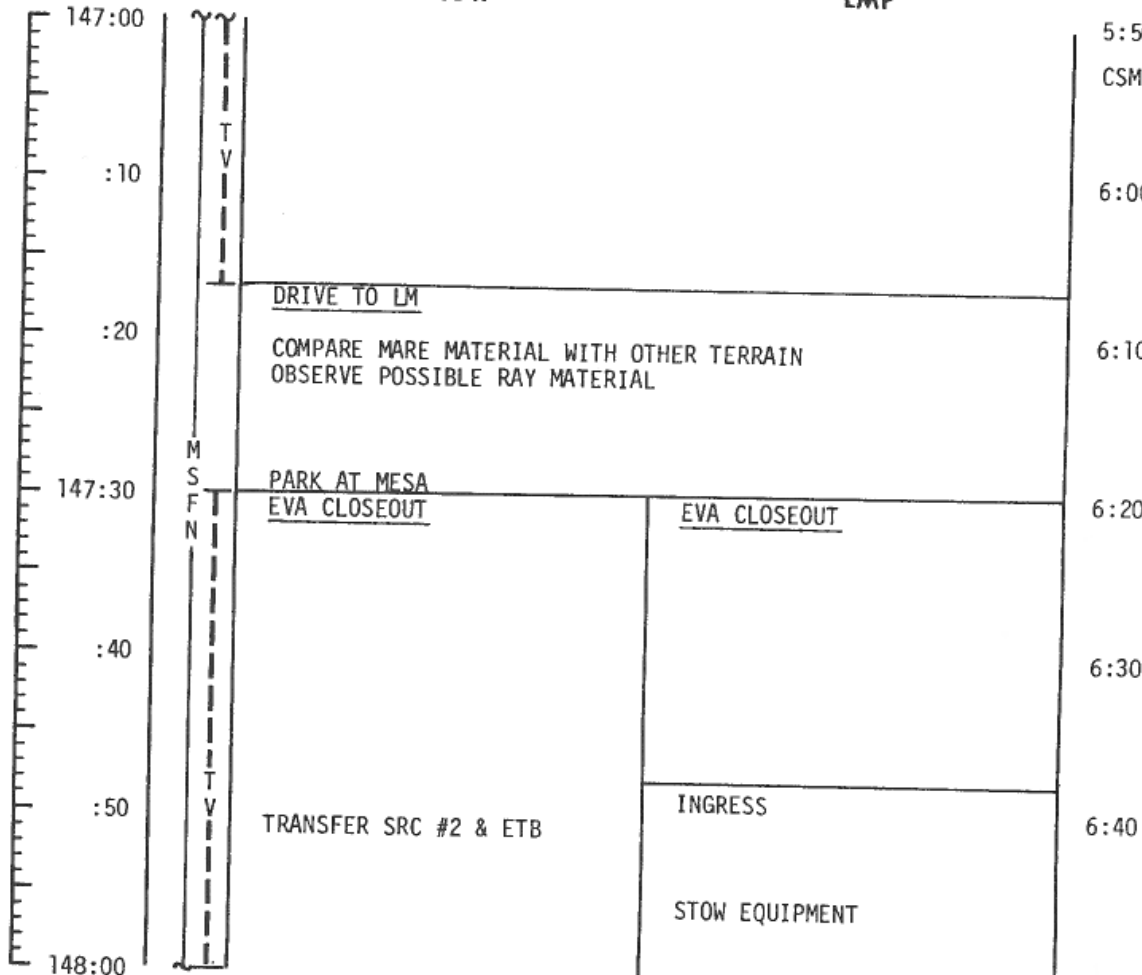 LMP
147:00
5:5
CSM
TV
:10
6:00
DRIVE TO LM
:20
COMPARE MARE MATERIAL WITH OTHER TERRAIN
6:10
OBSERVE POSSIBLE RAY MATERIAL
MSFN
PARK AT MESA
147:30
EVA CLOSEOUT
EVA CLOSEOUT
6:20
:40
6:30
TV
:50
INGRESS
TRANSFER SRC #2 & ETB
6:40
STOW EQUIPMENT
148:00